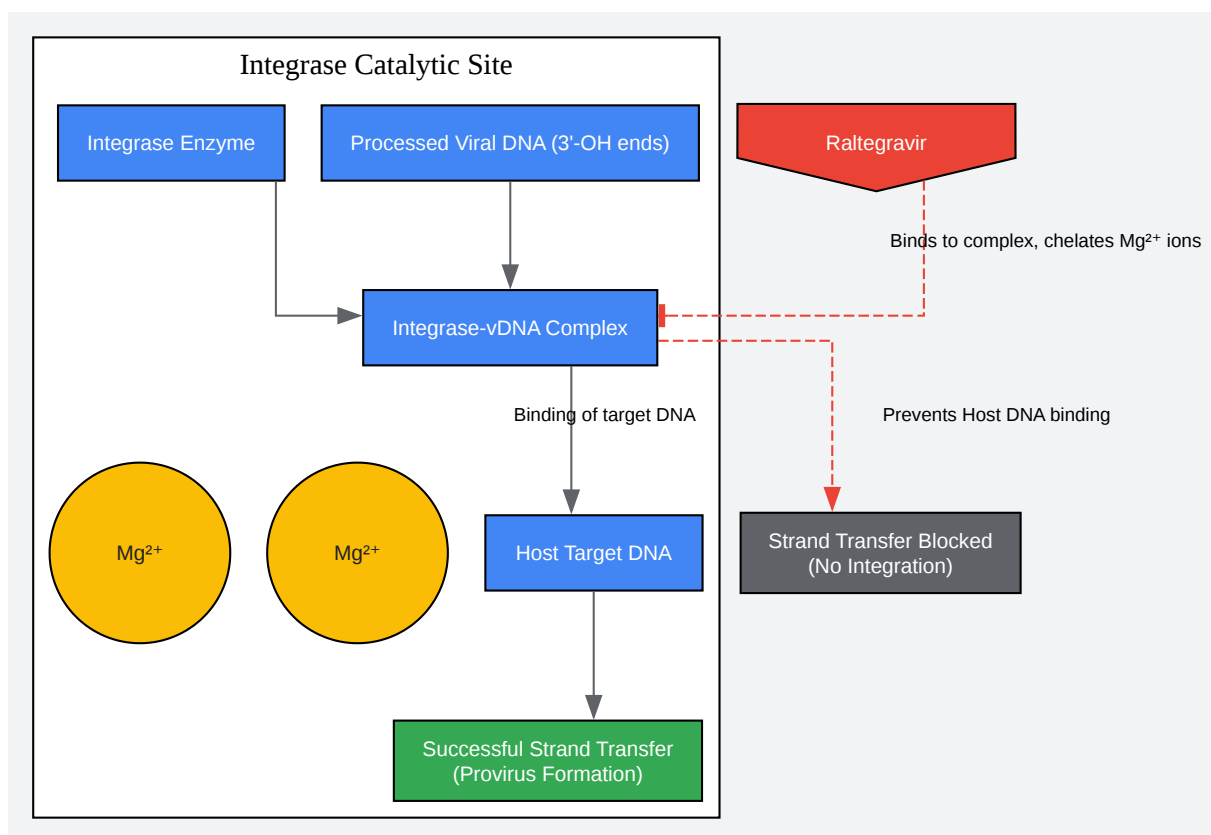 Integrase Catalytic Site
Integrase Enzyme
Processed Viral DNA (3'-OH ends)
Raltegravir
Binds to complex, chelates Mg²⁺ ions
Integrase-vDNA Complex
Binding of target DNA
Prevents Host DNA binding
Mg²⁺
Mg²⁺
Host Target DNA
Strand Transfer Blocked
(No Integration)
Successful Strand Transfer
(Provirus Formation)